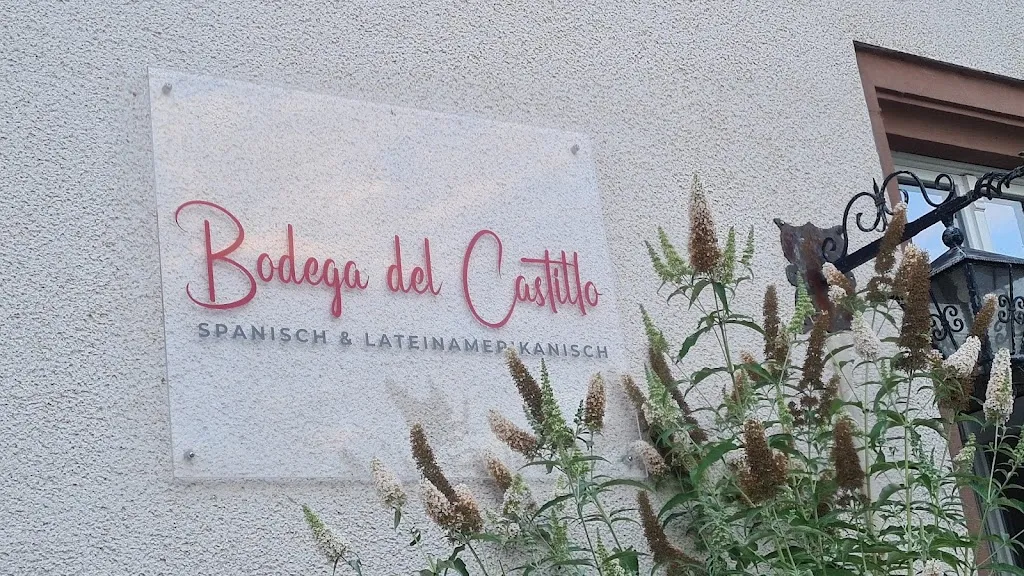 Bodega del Castillo
SPANISCH & LATEINAMERIKANISCH